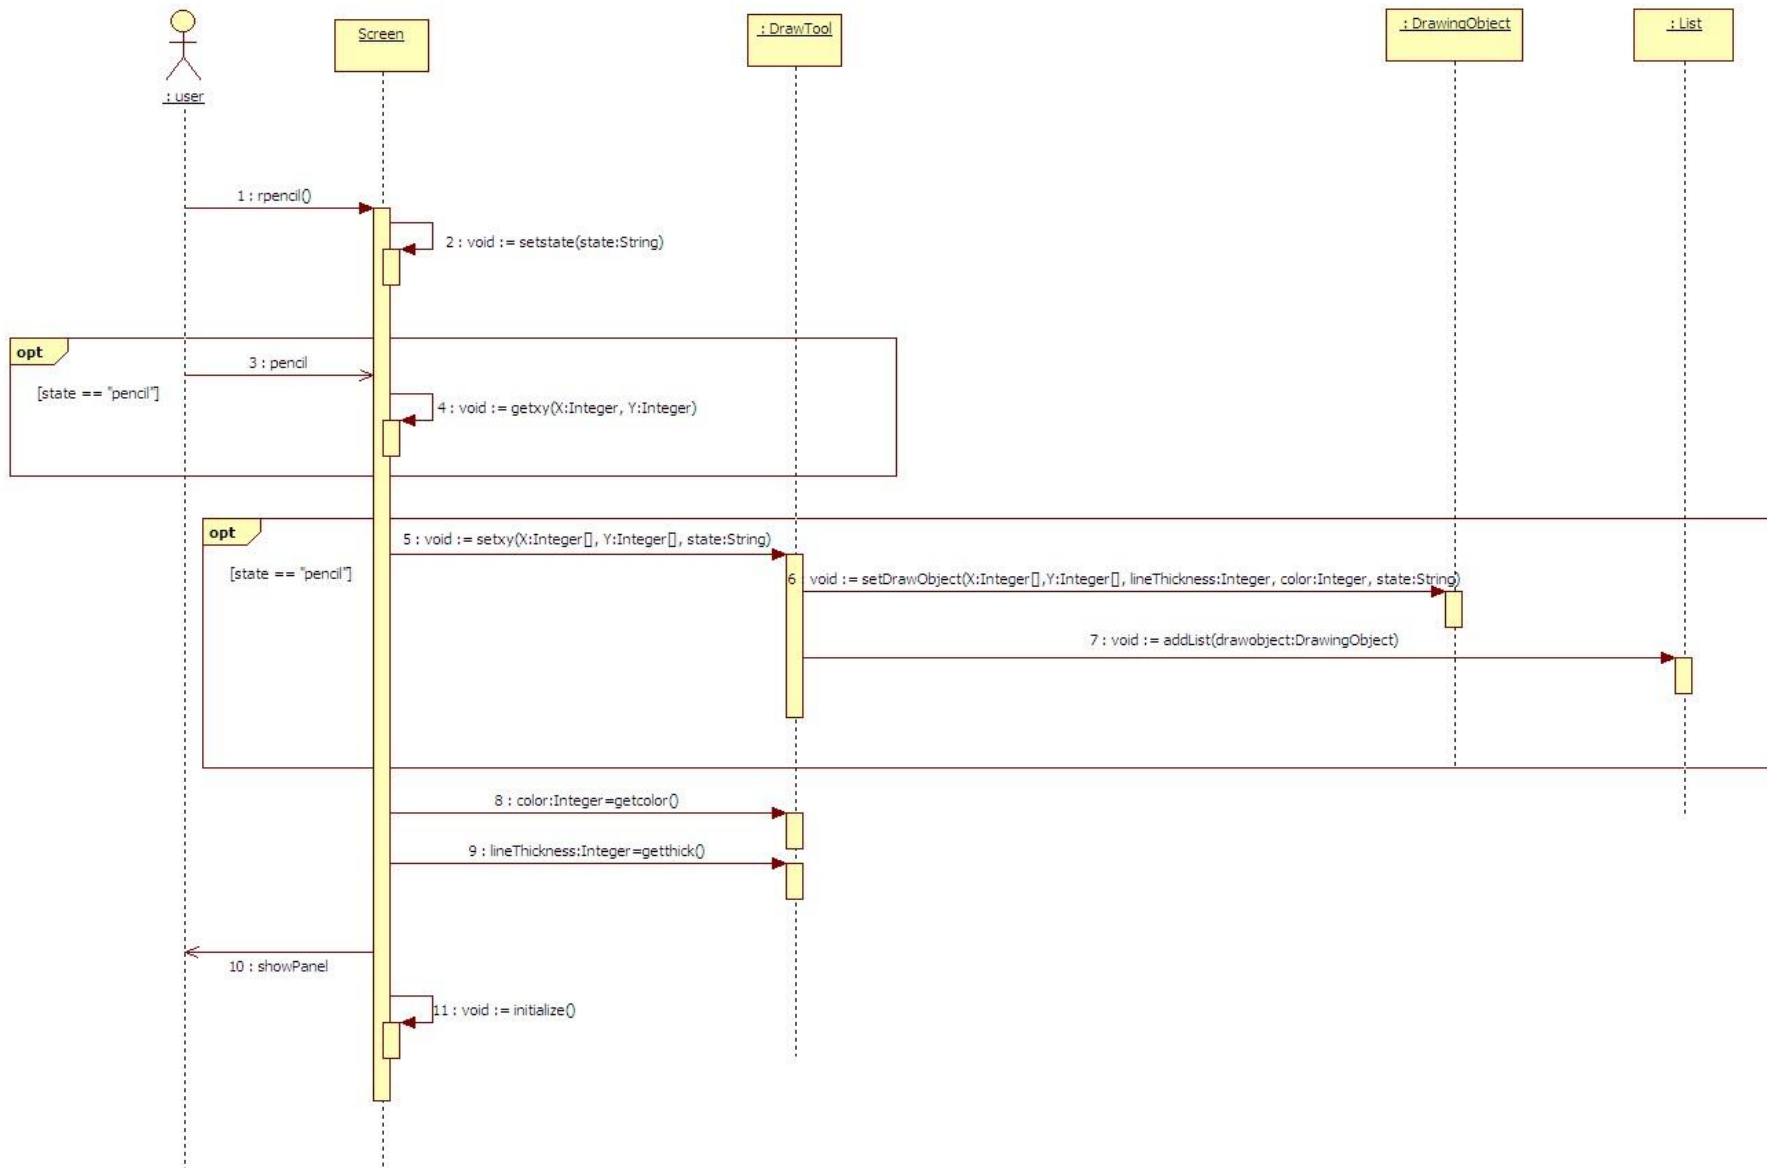 Screen
: DrawTool
: DrawingObject
: List
: user
1 : rpencil()
2 : void := setstate(state:String)
opt
3 : pencil
[state == "pencil"]
4 : void := getxy(X:Integer, Y:Integer)
opt
5 : void := setxy(X:Integer[], Y:Integer[], state:String)
[state == "pencil"]
6 : void := setDrawObject(X:Integer[],Y:Integer[], lineThickness:Integer, color:Integer, state:String)
7 : void := addList(drawobject:DrawingObject)
8 : color:Integer=getcolor()
9 : lineThickness:Integer=getthick()
10 : showPanel
11 : void := initialize()